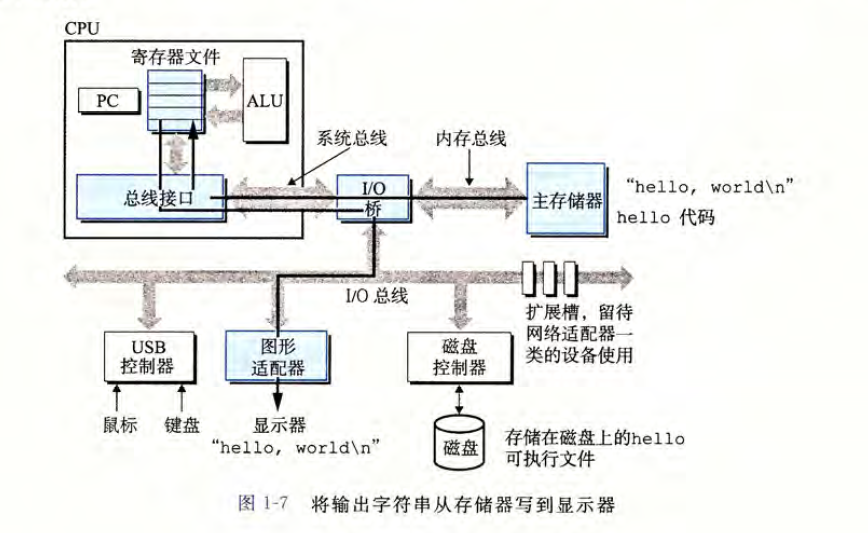 CPU
寄存器文件
PC
ALU
系统总线
内存总线
总线接口
I/O
桥
主存储器
“hello, world\n”
hello 代码
I/O 总线
扩展槽，留待
网络适配器一
类的设备使用
USB
控制器
图形
适配器
磁盘
控制器
鼠标
键盘
显示器
“hello, world\n”
磁盘
存储在磁盘上的hello
可执行文件
图 1-7 将输出字符串从存储器写到显示器